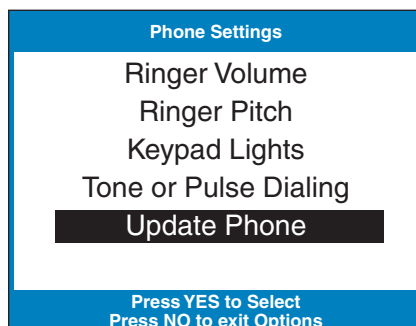 Phone Settings
Ringer Volume
Ringer Pitch
Keypad Lights
Tone or Pulse Dialing
Update Phone
Press YES to Select
Press NO to exit Options